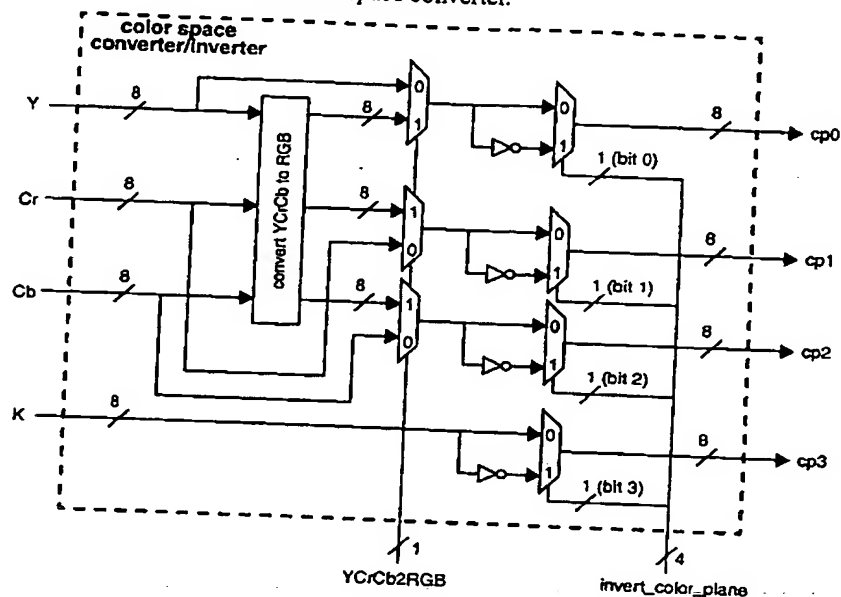 converter.
color space
converter/inverter
Y
8
8
0
1
0
1
8
cp0
1 (bit 0)
Cr
8
convert YCrCb to RGB
8
1
0
0
1
8
cp1
1 (bit 1)
Cb
8
8
1
0
0
1
8
cp2
1 (bit 2)
K
8
0
1
8
cp3
1 (bit 3)
1
YCrCb2RGB
4
invert_color_plane